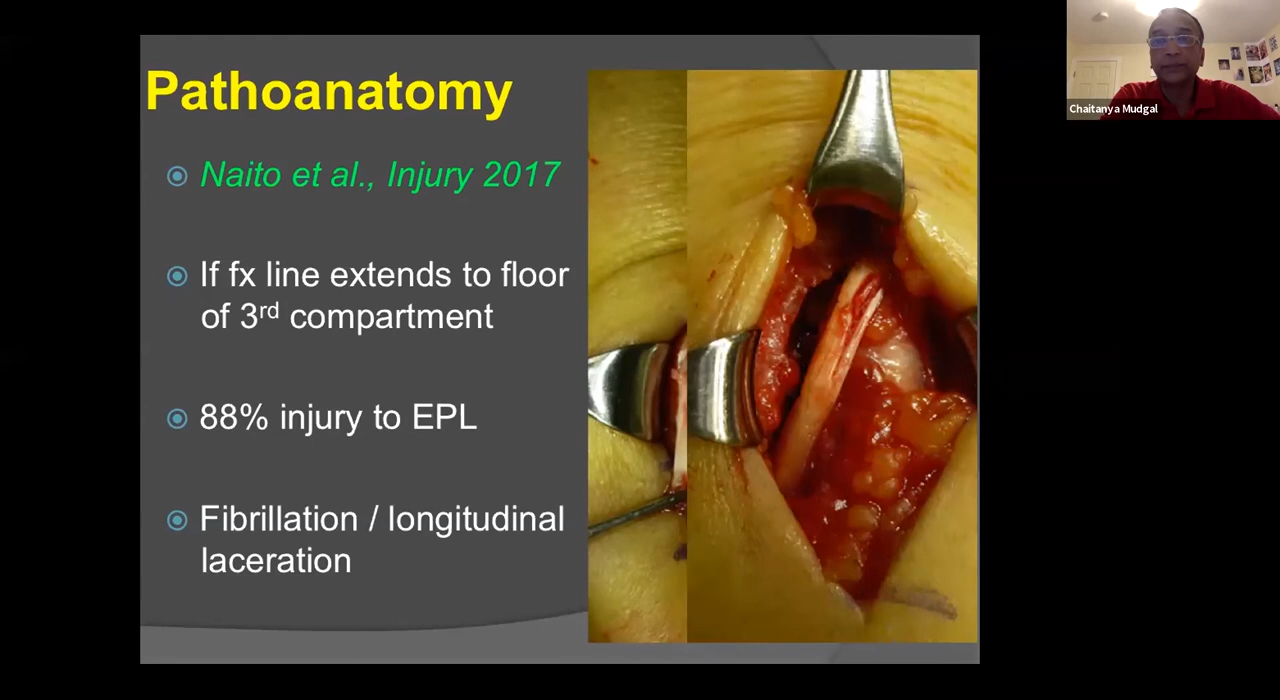 Pathoanatomy
Naito et al., Injury 2017
If fx line extends to floor
of 3rd compartment
88% injury to EPL
Fibrillation / longitudinal
laceration
Chaitanya Mudgal